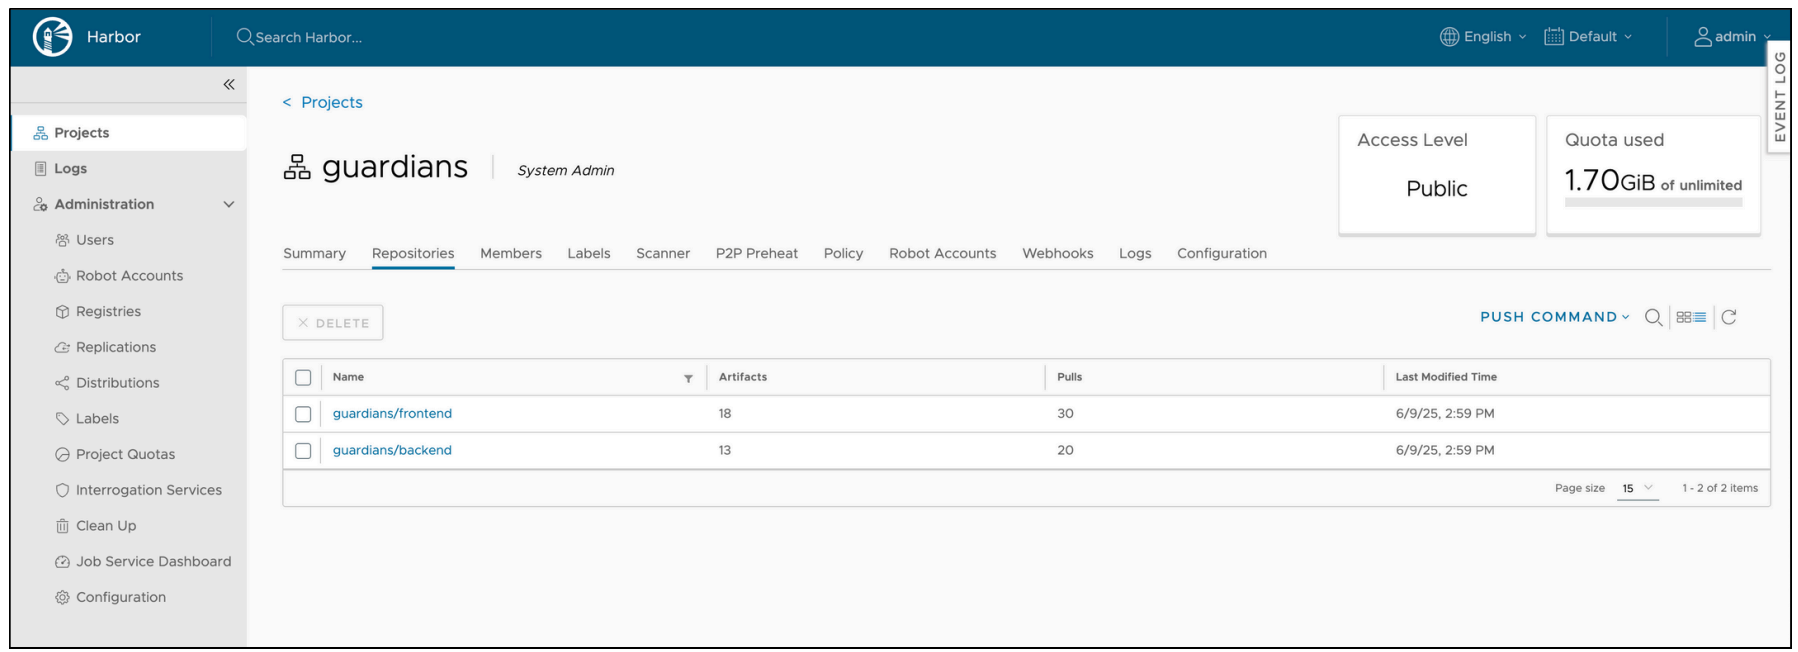 Harbor
Search Harbor...
English
Default
admin
EVENT LOG
Projects
Logs
Administration
Users
Robot Accounts
Registries
Replications
Distributions
Labels
Project Quotas
Interrogation Services
Clean Up
Job Service Dashboard
Configuration
< Projects
guardians System Admin
Access Level
Public
Quota used
1.70GiB of unlimited
Summary Repositories Members Labels Scanner P2P Preheat Policy Robot Accounts Webhooks Logs Configuration
DELETE
PUSH COMMAND
Name Artifacts Pulls Last Modified Time
guardians/frontend 18 30 6/9/25, 2:59 PM
guardians/backend 13 20 6/9/25, 2:59 PM
Page size 15 1 - 2 of 2 items